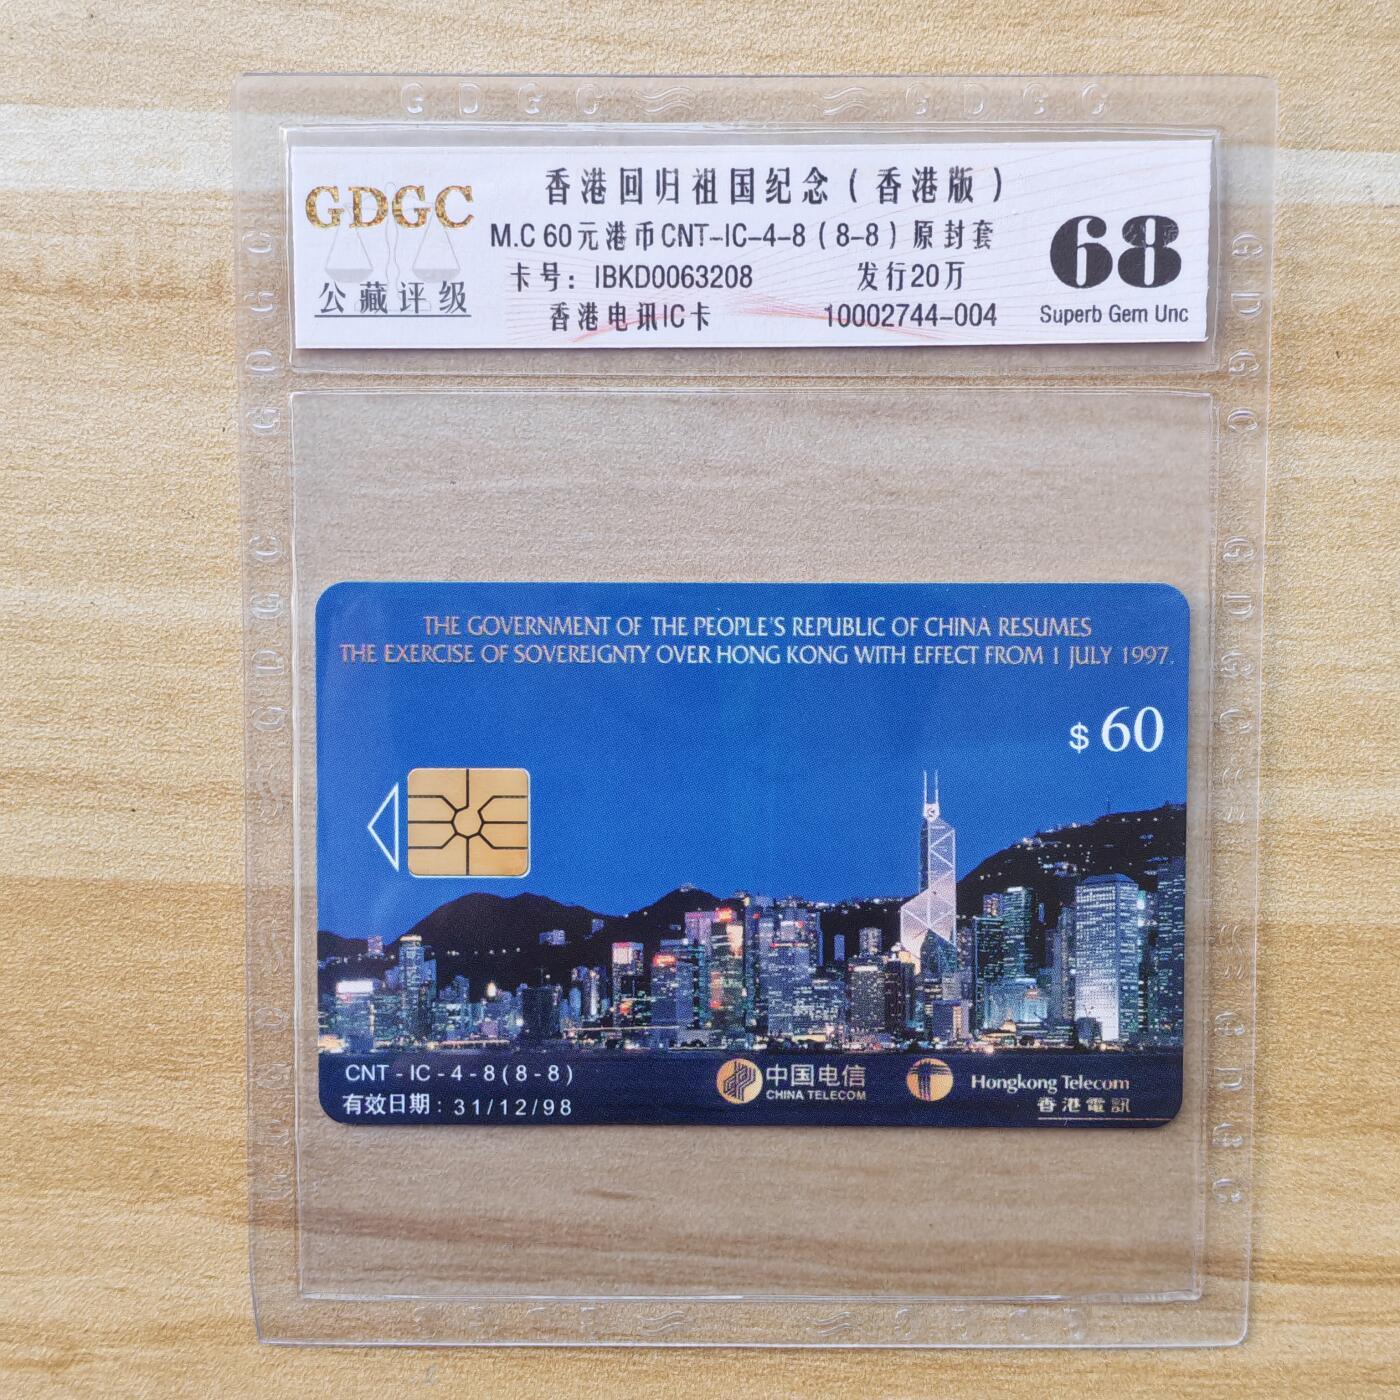 GDGC
GDGC
GDGC
公藏评级
香港回归祖国纪念(香港版)
M.C 60元港币CNT-IC-4-8(8-8)原封套
卡号: IBKD0063208 发行20万
香港电讯IC卡 10002744-004
68
Superb Gem Unc
THE GOVERNMENT OF THE PEOPLE'S REPUBLIC OF CHINA RESUMES
THE EXERCISE OF SOVEREIGNTY OVER HONG KONG WITH EFFECT FROM 1 JULY 1997.
$ 60
CNT - IC - 4 - 8 ( 8 - 8 )
有效日期 : 31/12/98
中国电信
CHINA TELECOM
Hongkong Telecom
香港電訊